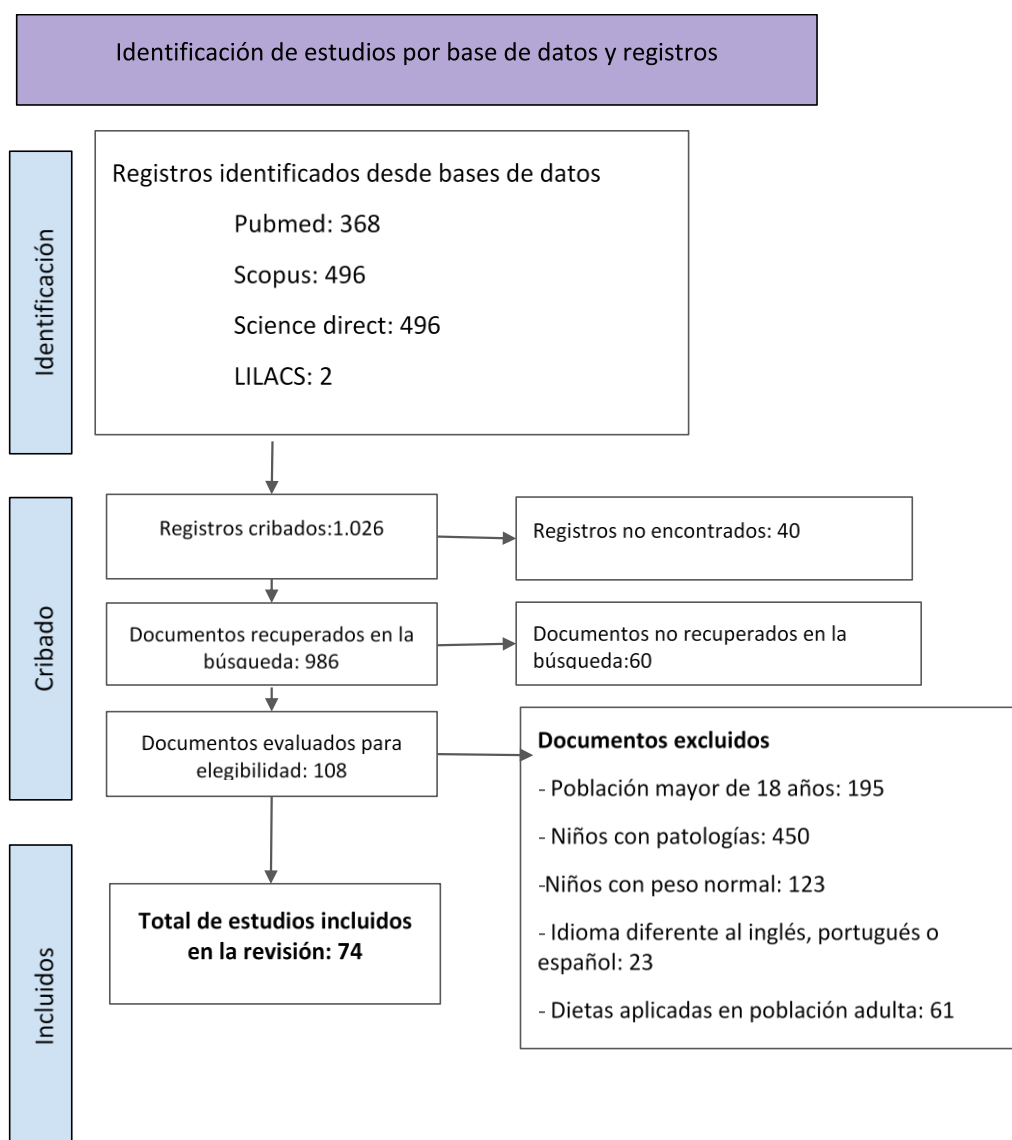 Identificación de estudios por base de datos y registros
Identificación
Registros identificados desde bases de datos
Pubmed: 368
Scopus: 496
Science direct: 496
LILACS: 2
Cribado
Registros cribados:1.026
Registros no encontrados: 40
Documentos recuperados en la
búsqueda: 986
Documentos no recuperados en la
búsqueda:60
Documentos evaluados para
elegibilidad: 108
Documentos excluidos
- Población mayor de 18 años: 195
- Niños con patologías: 450
-Niños con peso normal: 123
- Idioma diferente al inglés, portugués o
español: 23
- Dietas aplicadas en población adulta: 61
Incluidos
Total de estudios incluidos
en la revisión: 74